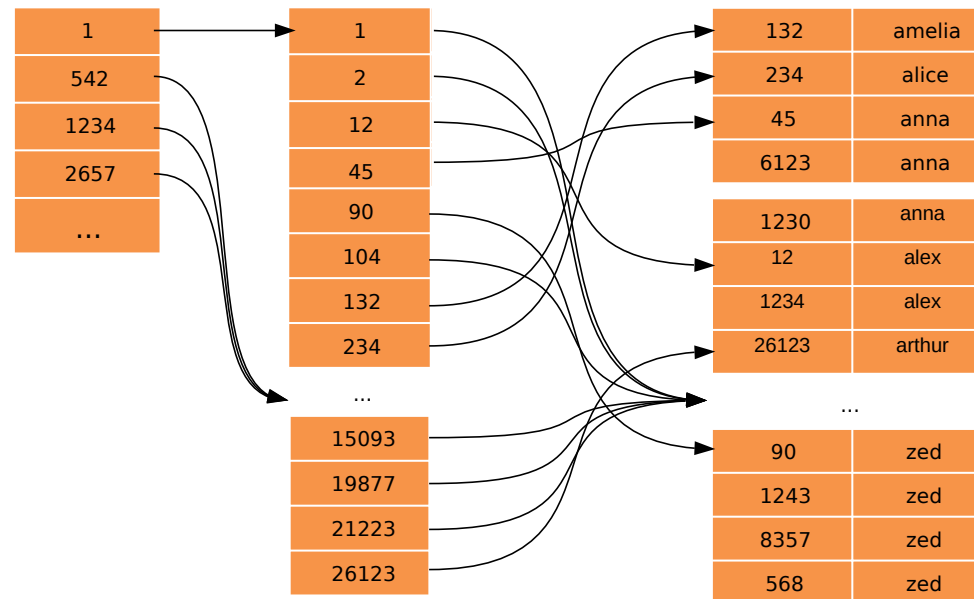 1
542
1234
2657
...
1
2
12
45
90
104
132
234
...
15093
19877
21223
26123
132 amelia
234 alice
45 anna
6123 anna
1230 anna
12 alex
1234 alex
26123 arthur
...
90 zed
1243 zed
8357 zed
568 zed